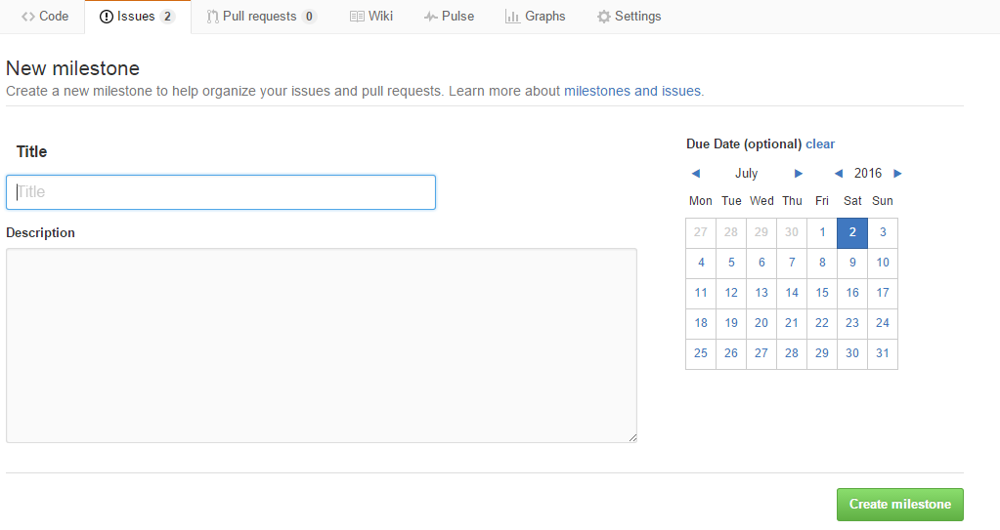 Code Issues 2 Pull requests 0 Wiki Pulse Graphs Settings
New milestone
Create a new milestone to help organize your issues and pull requests. Learn more about milestones and issues.
Title
Title
Description
Due Date (optional) clear
◀ July ▶ ◀ 2016 ▶
Mon Tue Wed Thu Fri Sat Sun
27 28 29 30 1 2 3
4 5 6 7 8 9 10
11 12 13 14 15 16 17
18 19 20 21 22 23 24
25 26 27 28 29 30 31
Create milestone